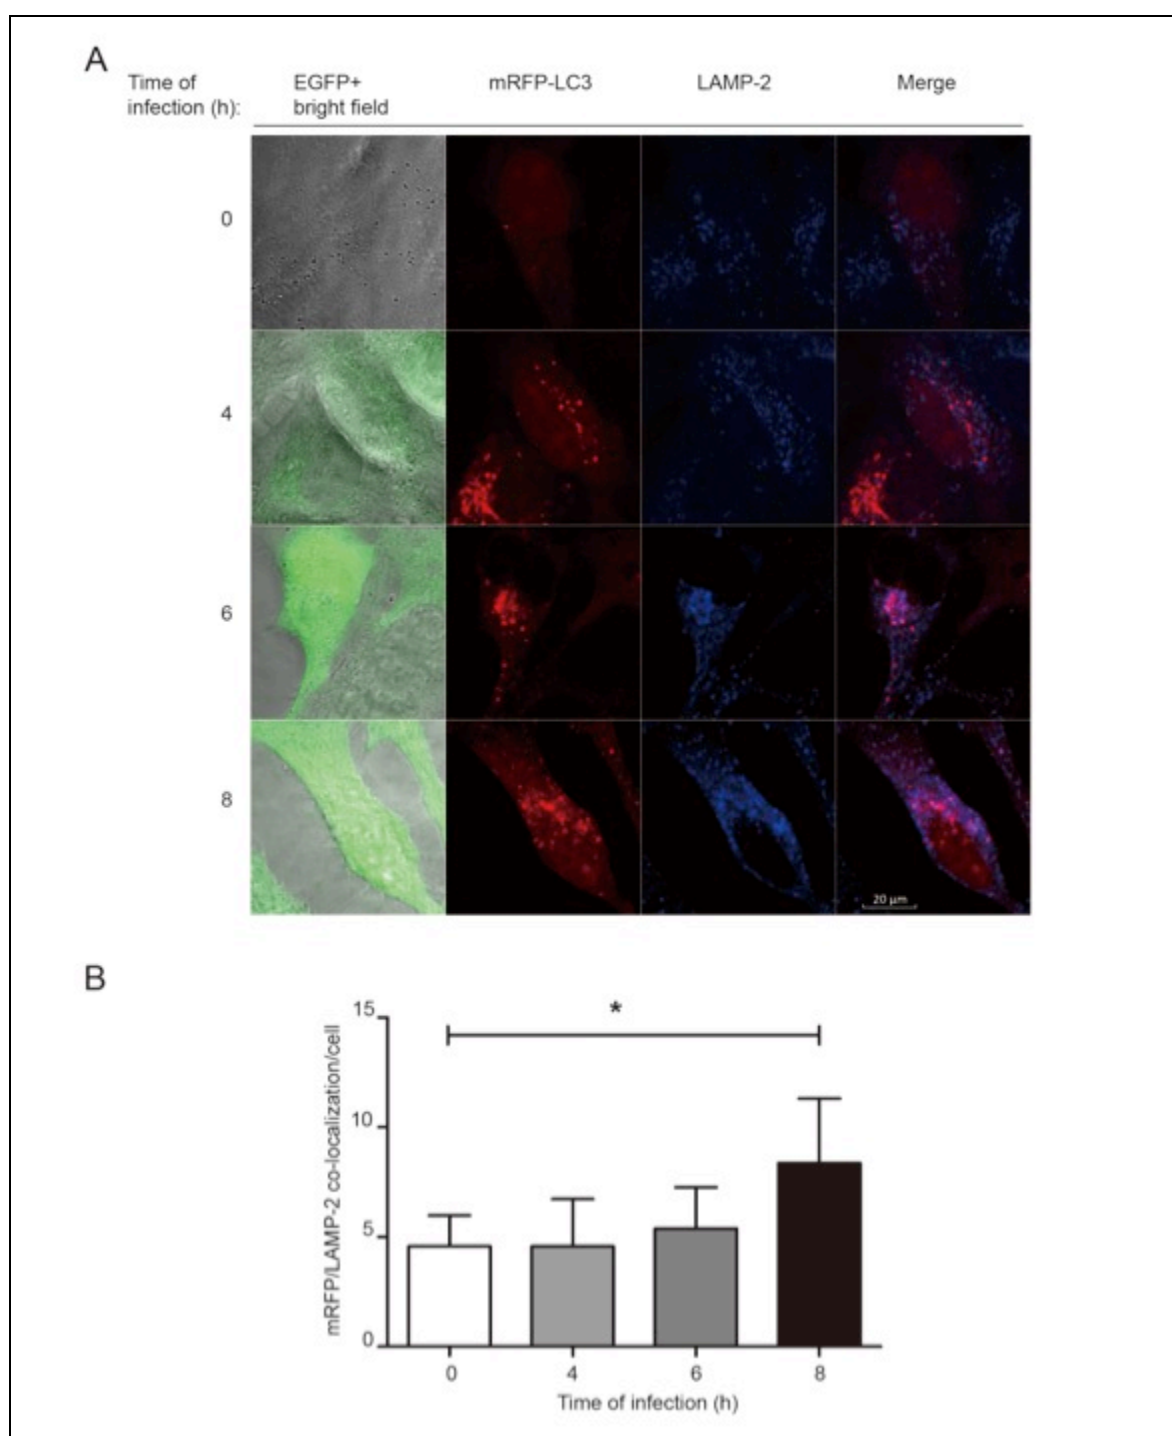 A
Time of infection (h):
EGFP+ bright field
mRFP-LC3
LAMP-2
Merge
0
4
6
8
20 µm
B
mRFP/LAMP-2 co-localization/cell
15
10
5
0
*
0 4 6 8
Time of infection (h)